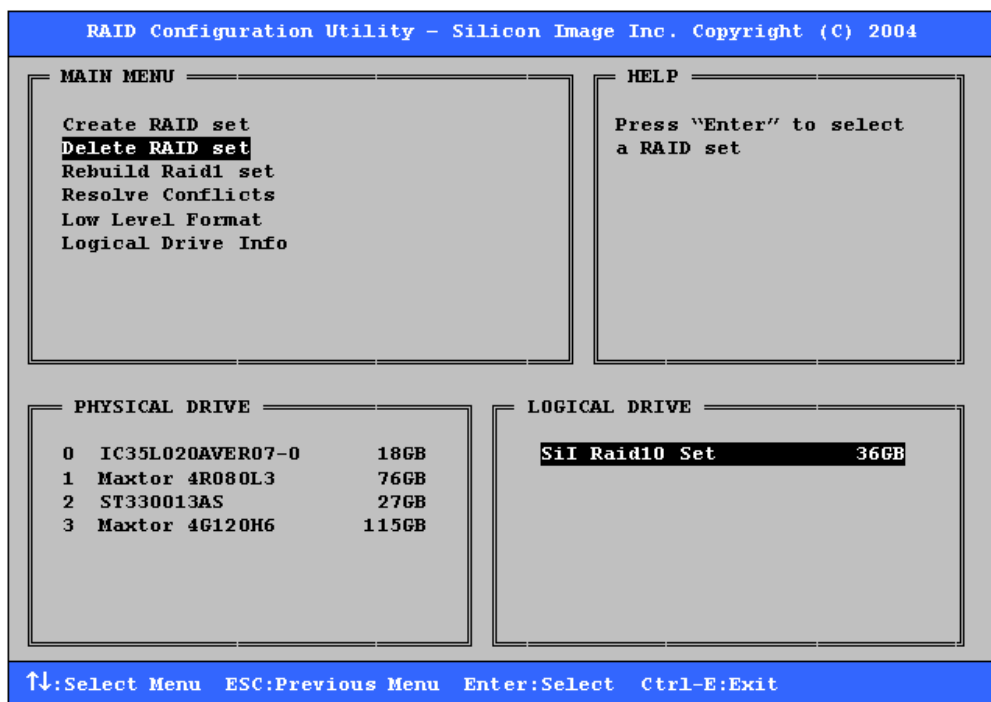 RAID Configuration Utility – Silicon Image Inc. Copyright (C) 2004
MAIN MENU
Create RAID set
Delete RAID set
Rebuild Raid1 set
Resolve Conflicts
Low Level Format
Logical Drive Info
HELP
Press “Enter” to select
a RAID set
PHYSICAL DRIVE
0 IC35L020AVER07-0 18GB
1 Maxtor 4R080L3 76GB
2 ST330013AS 27GB
3 Maxtor 4G120H6 115GB
LOGICAL DRIVE
SiI Raid10 Set 36GB
↑↓:Select Menu ESC:Previous Menu Enter:Select Ctrl-E:Exit